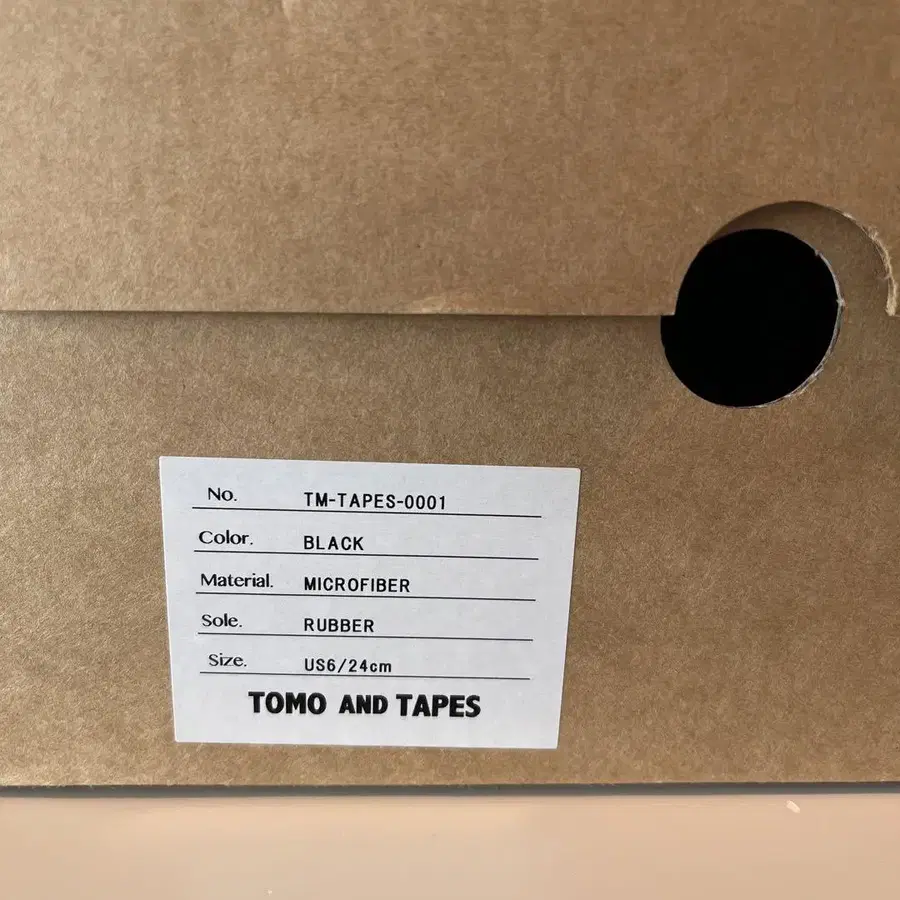 No. TM-TAPES-0001
Color. BLACK
Material. MICROFIBER
Sole. RUBBER
Size. US6/24cm
TOMO AND TAPES